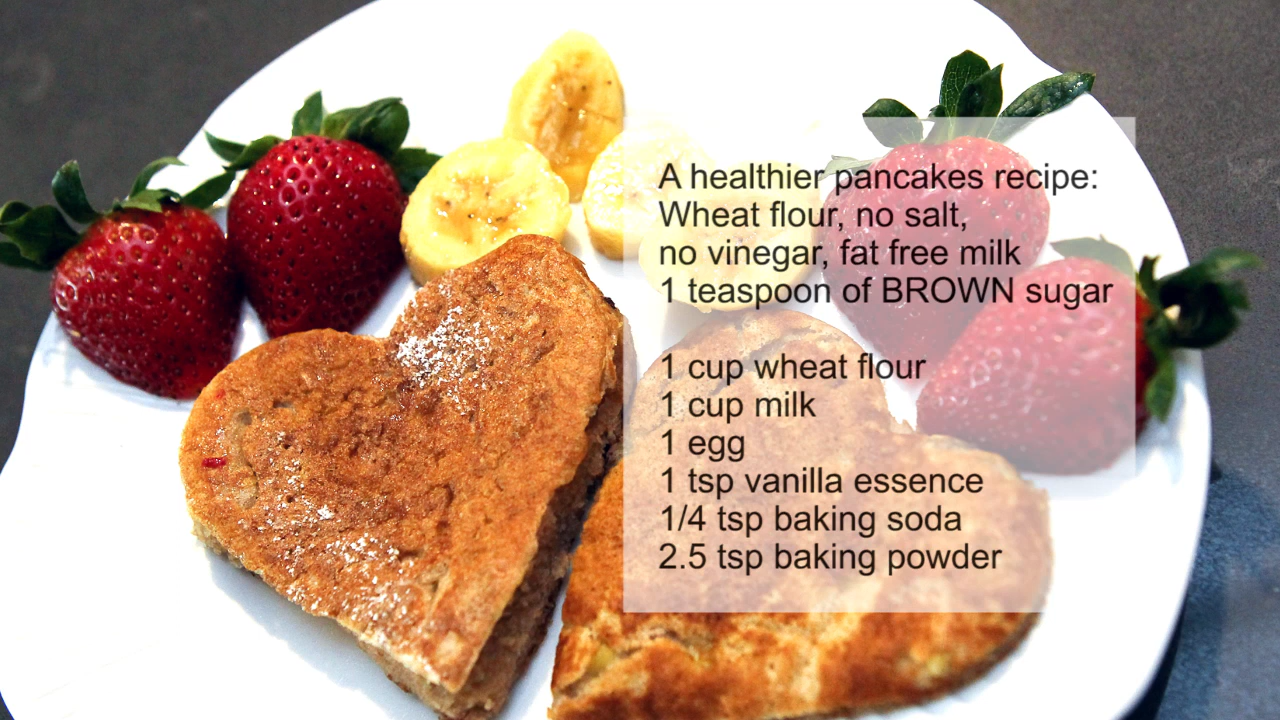 A healthier pancakes recipe:
Wheat flour, no salt,
no vinegar, fat free milk
1 teaspoon of BROWN sugar
1 cup wheat flour
1 cup milk
1 egg
1 tsp vanilla essence
1/4 tsp baking soda
2.5 tsp baking powder